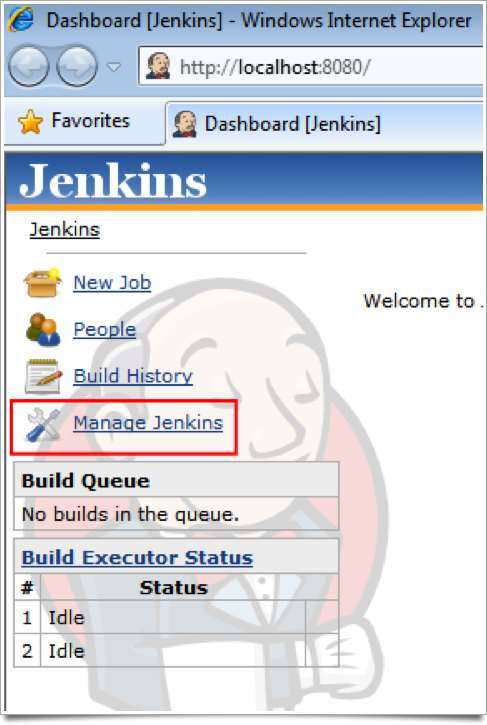 Dashboard [Jenkins] - Windows Internet Explorer
http://localhost:8080/
Favorites
Dashboard [Jenkins]
Jenkins
Jenkins
New Job
Welcome to
People
Build History
Manage Jenkins
Build Queue
No builds in the queue.
Build Executor Status
# Status
1 Idle
2 Idle